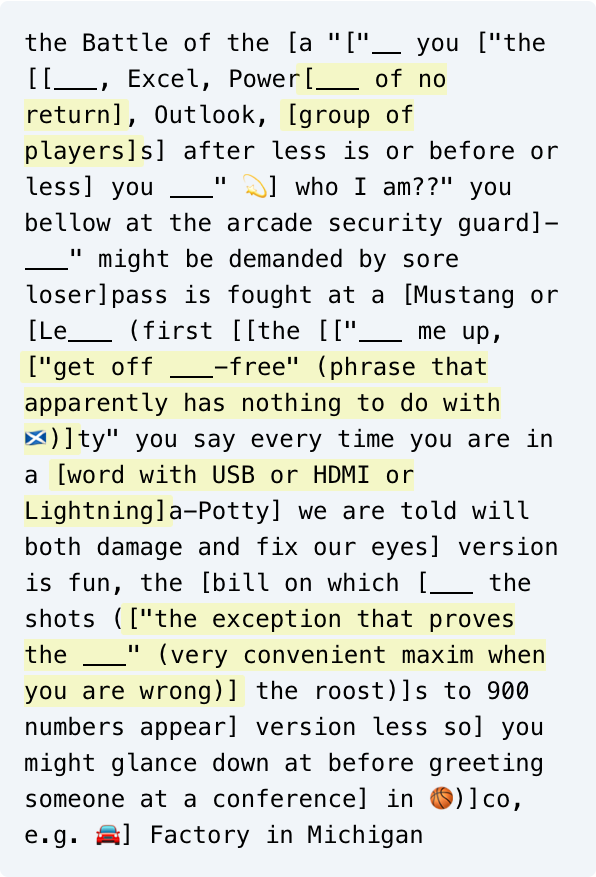 the Battle of the [a "["__ you ["the
[[___, Excel, Power[___ of no
return], Outlook, [group of
players]s] after less is or before or
less] you ___" 💫] who I am??" you
bellow at the arcade security guard]-
___" might be demanded by sore
loser]pass is fought at a [Mustang or
[Le___ (first [[the [["___ me up,
["get off ___-free" (phrase that
apparently has nothing to do with
🏴󠁧󠁢󠁳󠁣󠁴󠁿)]ty" you say every time you are in
a [word with USB or HDMI or
Lightning]a-Potty] we are told will
both damage and fix our eyes] version
is fun, the [bill on which [___ the
shots (["the exception that proves
the ___" (very convenient maxim when
you are wrong)] the roost)]s to 900
numbers appear] version less so] you
might glance down at before greeting
someone at a conference] in 🏀)]co,
e.g. 🚘] Factory in Michigan